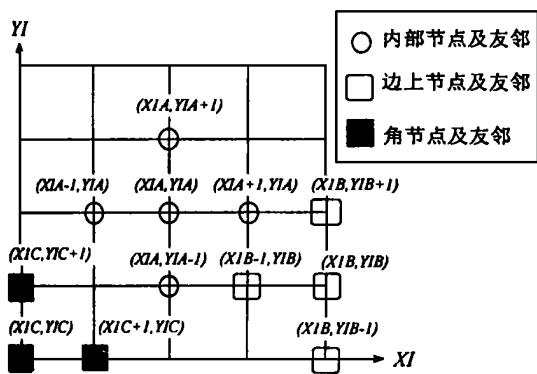 YI
内部节点及友邻
边上节点及友邻
角节点及友邻
(XIA,YIA+1)
(XIA-1,YIA)
(XIA,YIA)
(XIA+1,YIA)
(XIB,YIB+1)
(XIC,YIC+1)
(XIA,YIA-1)
(XIB-1,YIB)
(XIB,YIB)
(XIC,YIC)
(XIC+1,YIC)
(XIB,YIB-1)
XI